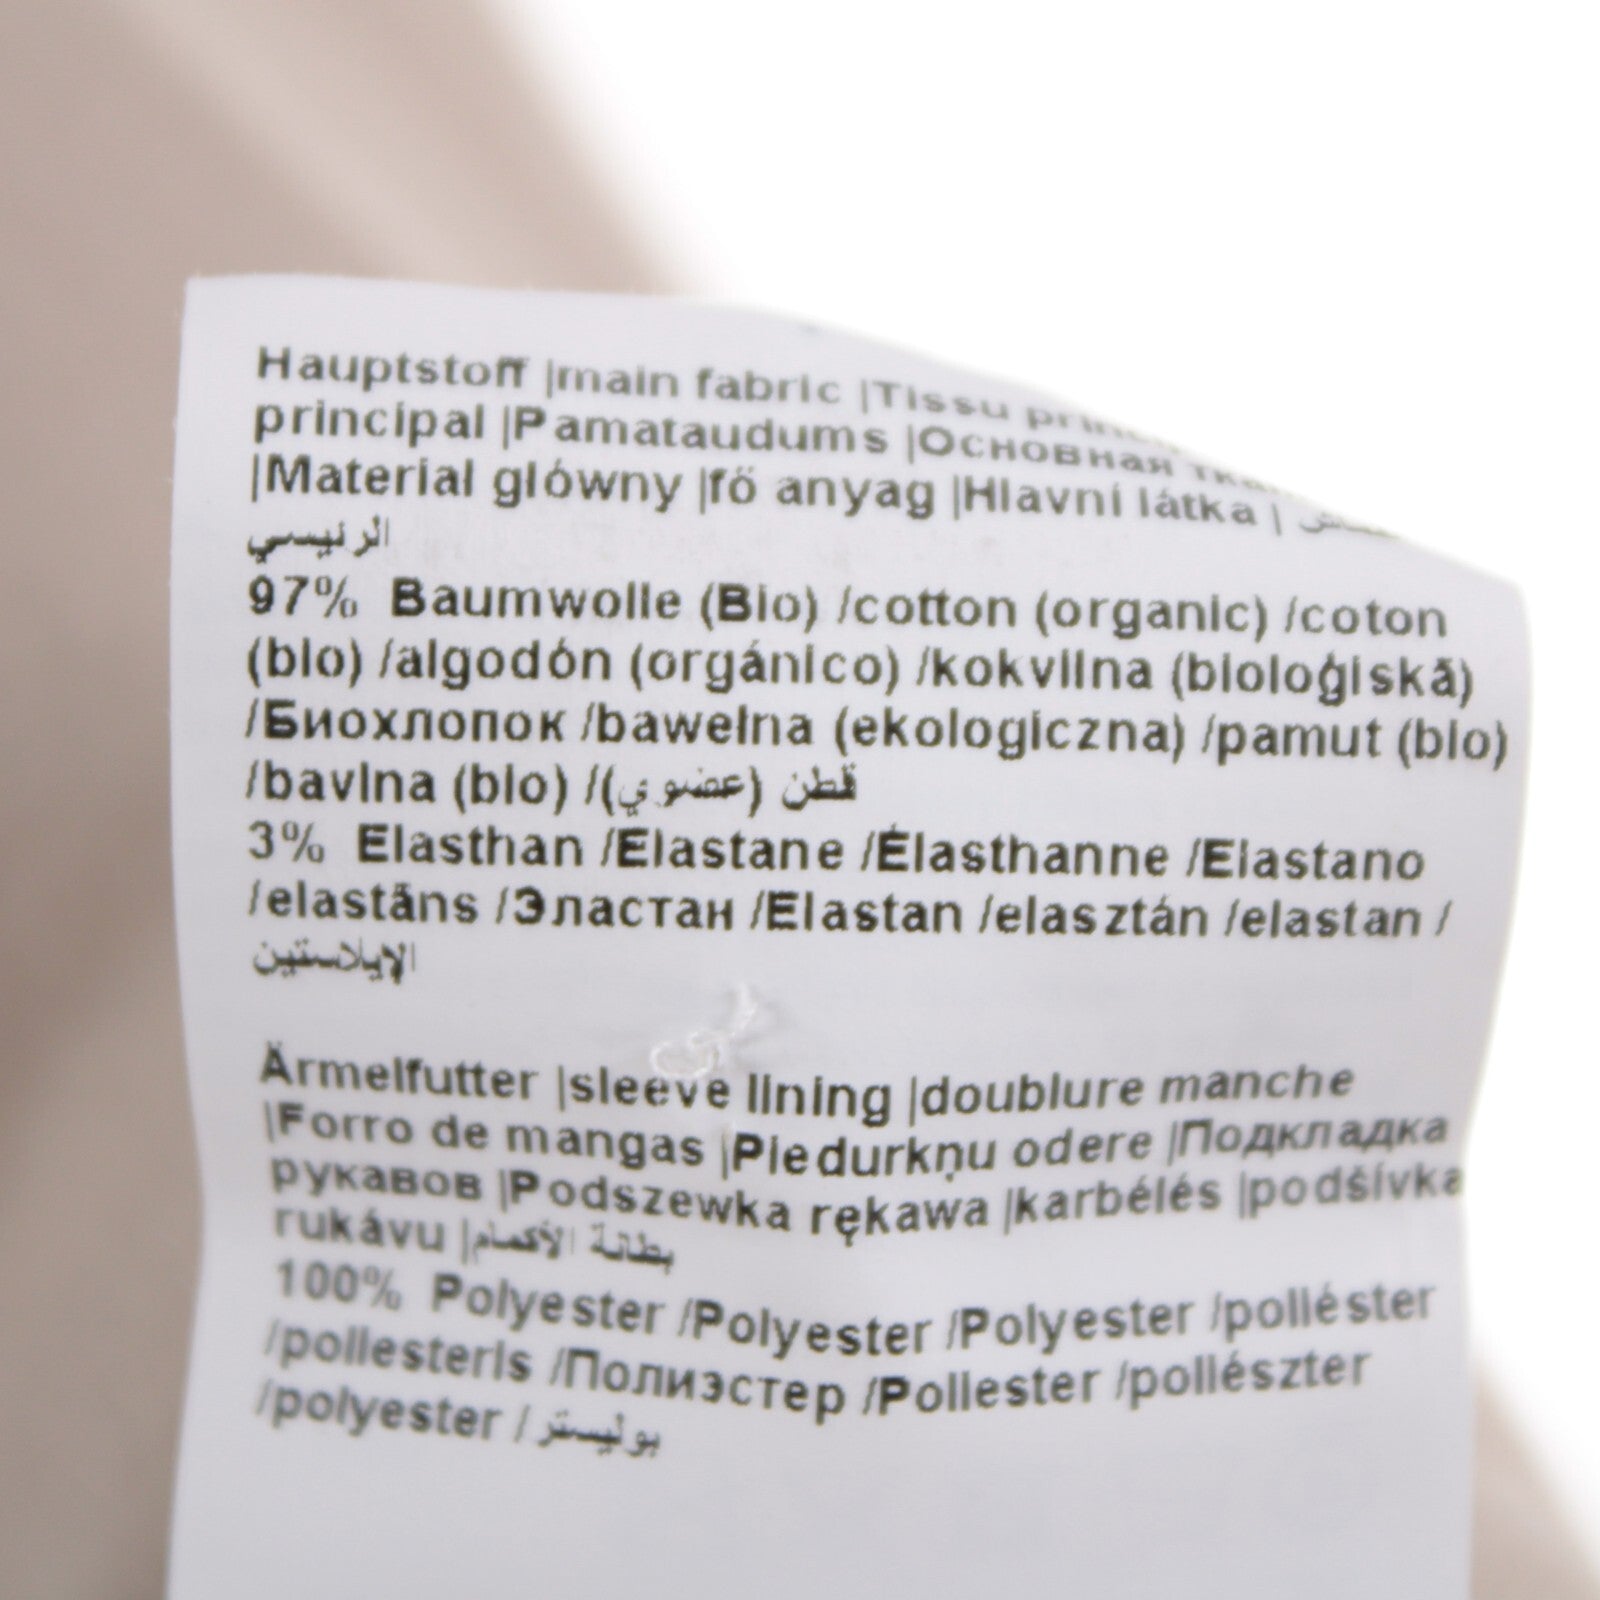 Hauptstoff |main fabric |Tissu
principal |Pamataudums |Основная
|Materiał główny |fő anyag |Hlavní látka |
الرئيسي
97% Baumwolle (Bio) /cotton (organic) /coton
(bio) /algodón (orgánico) /kokvilna (bioloģiskā)
/Биохлопок /bawełna (ekologiczna) /pamut (bio)
/bavlna (bio) /قطن (عضوي)
3% Elasthan /Elastane /Élasthanne /Elastano
/elastāns /Эластан /Elastan /elasztán /elastan /
الإيلاستين
Ärmelfutter |sleeve lining |doublure manche
|Forro de mangas |Piedurkņu odere |Подкладка
рукавов |Podszewka rękawa |karbélés |podšívka
rukávu |بطانة الأكمام
100% Polyester /Polyester /Polyester /poliéster
/poliesteris /Полиэстер /Poliester /poliészter
/polyester / بوليستر